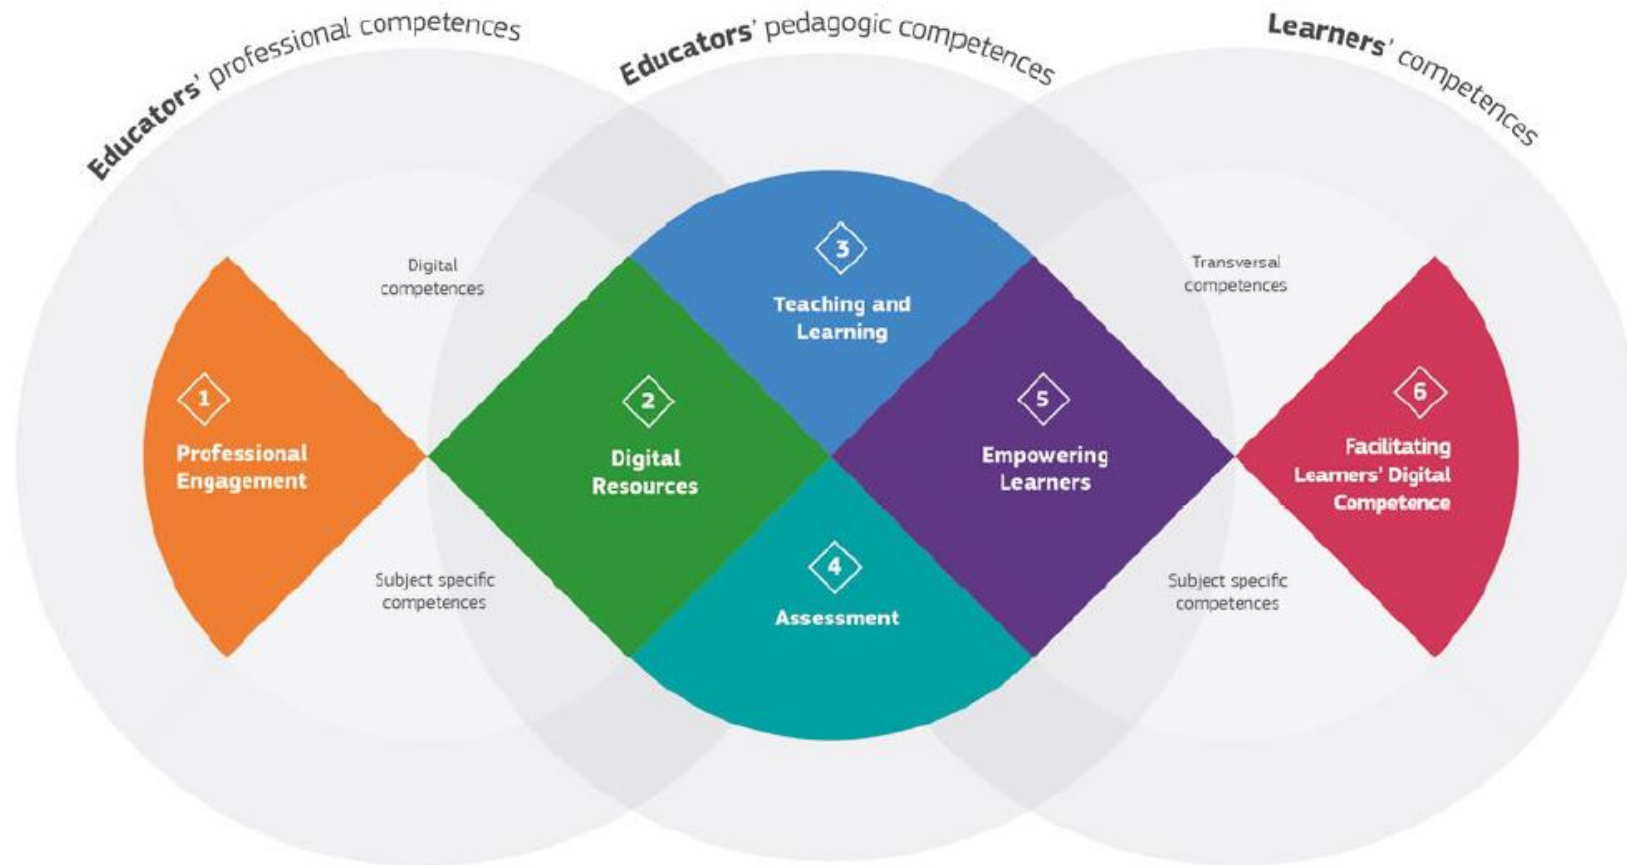 Educators' professional competences
Educators' pedagogic competences
Learners' competences
Digital
competences
Transversal
competences
3
Teaching and
Learning
1
Professional
Engagement
2
Digital
Resources
5
Empowering
Learners
6
Facilitating
Learners' Digital
Competence
4
Assessment
Subject specific
competences
Subject specific
competences